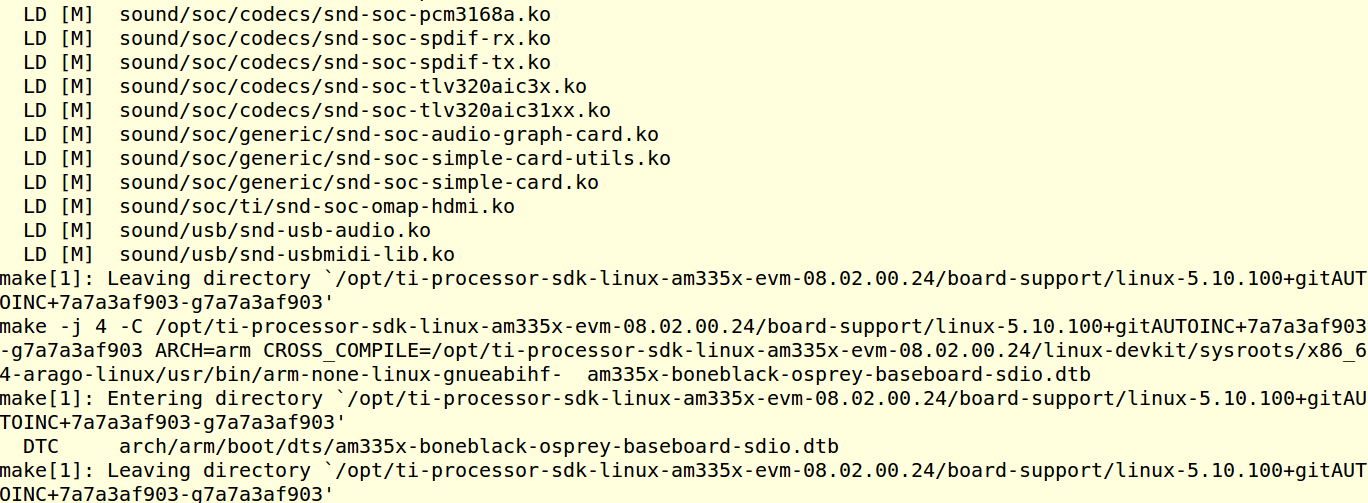 LD [M]  sound/soc/codecs/snd-soc-pcm3168a.ko
  LD [M]  sound/soc/codecs/snd-soc-spdif-rx.ko
  LD [M]  sound/soc/codecs/snd-soc-spdif-tx.ko
  LD [M]  sound/soc/codecs/snd-soc-tlv320aic3x.ko
  LD [M]  sound/soc/codecs/snd-soc-tlv320aic31xx.ko
  LD [M]  sound/soc/generic/snd-soc-audio-graph-card.ko
  LD [M]  sound/soc/generic/snd-soc-simple-card-utils.ko
  LD [M]  sound/soc/generic/snd-soc-simple-card.ko
  LD [M]  sound/soc/ti/snd-soc-omap-hdmi.ko
  LD [M]  sound/usb/snd-usb-audio.ko
  LD [M]  sound/usb/snd-usbmidi-lib.ko
make[1]: Leaving directory `/opt/ti-processor-sdk-linux-am335x-evm-08.02.00.24/board-support/linux-5.10.100+gitAUT
OINC+7a7a3af903-g7a7a3af903'
make -j 4 -C /opt/ti-processor-sdk-linux-am335x-evm-08.02.00.24/board-support/linux-5.10.100+gitAUTOINC+7a7a3af903
-g7a7a3af903 ARCH=arm CROSS_COMPILE=/opt/ti-processor-sdk-linux-am335x-evm-08.02.00.24/linux-devkit/sysroots/x86_6
4-arago-linux/usr/bin/arm-none-linux-gnueabihf-  am335x-boneblack-osprey-baseboard-sdio.dtb
make[1]: Entering directory `/opt/ti-processor-sdk-linux-am335x-evm-08.02.00.24/board-support/linux-5.10.100+gitAU
TOINC+7a7a3af903-g7a7a3af903'
  DTC     arch/arm/boot/dts/am335x-boneblack-osprey-baseboard-sdio.dtb
make[1]: Leaving directory `/opt/ti-processor-sdk-linux-am335x-evm-08.02.00.24/board-support/linux-5.10.100+gitAUT
OINC+7a7a3af903-g7a7a3af903'